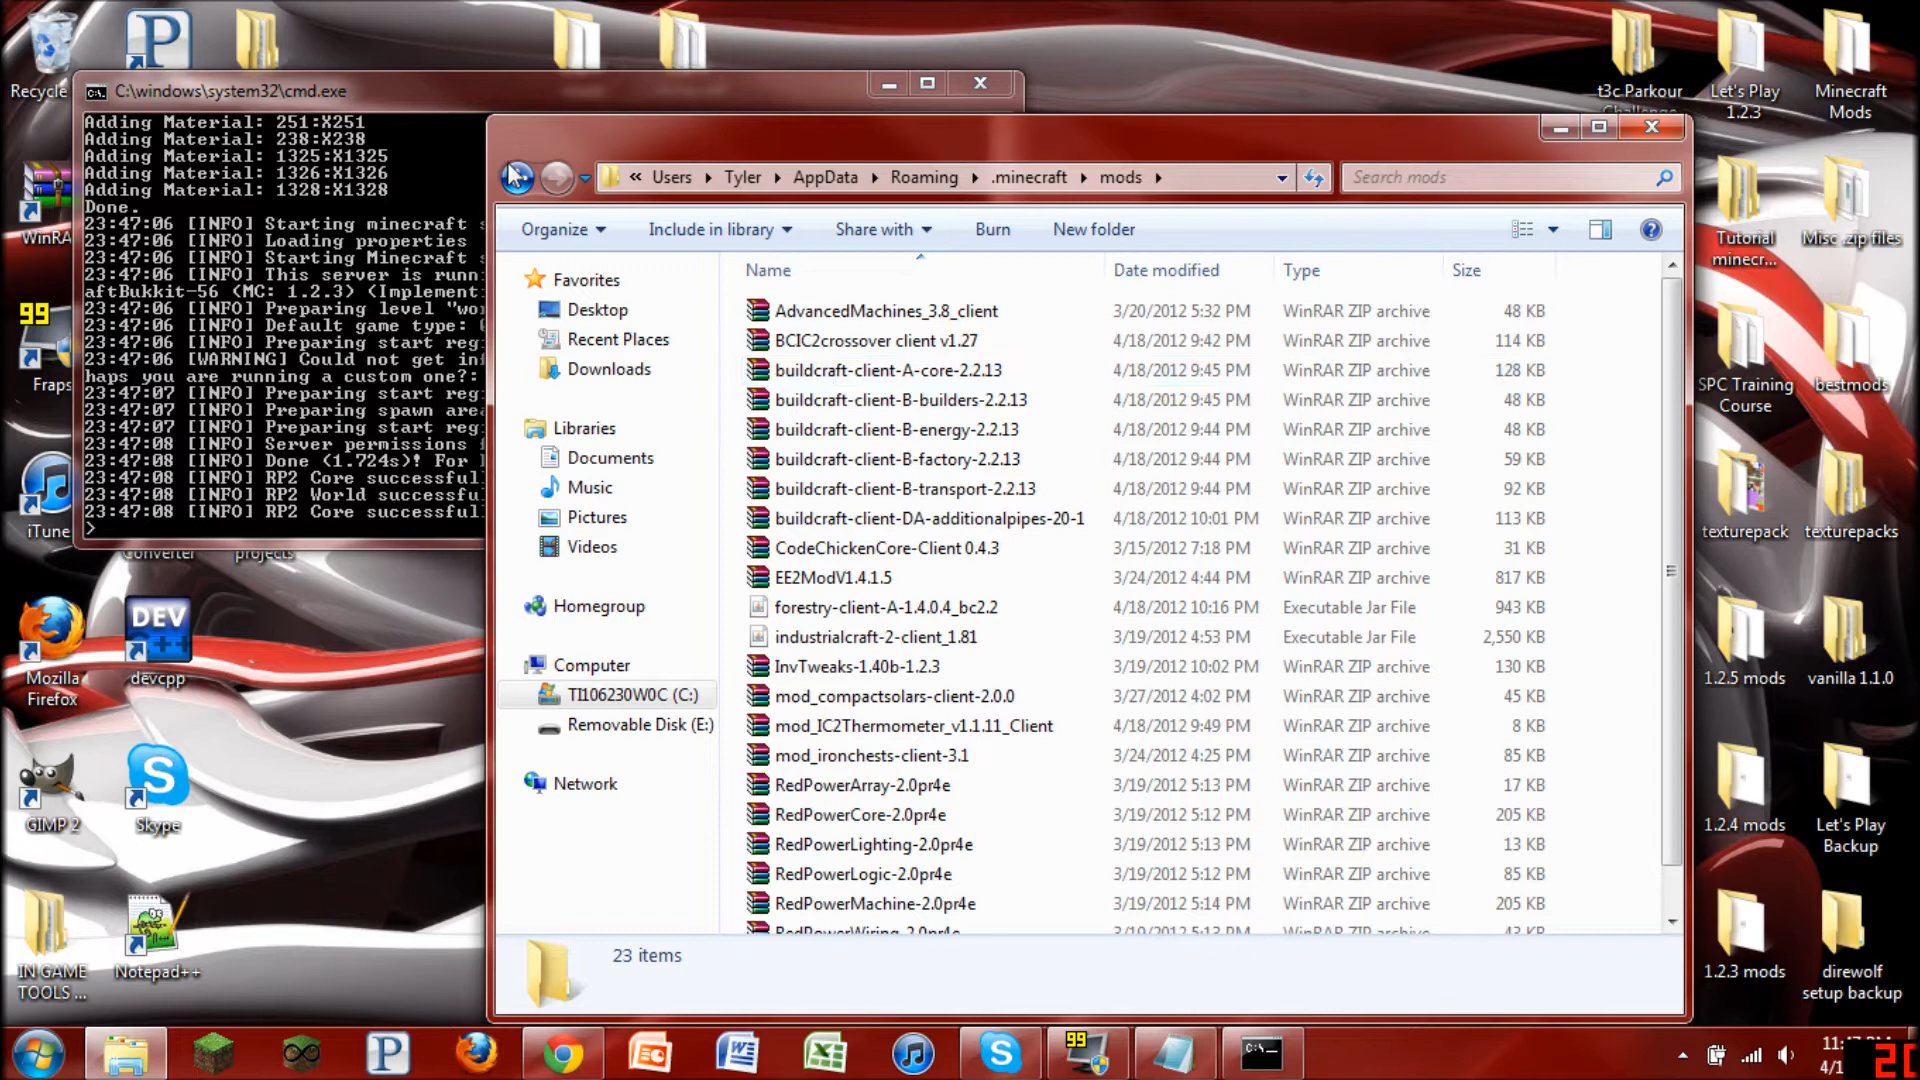 Recycle
C:\windows\system32\cmd.exe
t3c Parkour
Challenge
Let's Play
1.2.3
Minecraft
Mods
Adding Material: 251:X251
Adding Material: 238:X238
Adding Material: 1325:X1325
Adding Material: 1326:X1326
Adding Material: 1328:X1328
Done.
23:47:06 [INFO] Starting minecraft s
23:47:06 [INFO] Loading properties
23:47:06 [INFO] Starting Minecraft s
23:47:06 [INFO] This server is runn
aftBukkit-56 (MC: 1.2.3) (Implement
23:47:06 [INFO] Preparing level "wo
23:47:06 [INFO] Default game type:
23:47:06 [INFO] Preparing start reg
23:47:06 [WARNING] Could not get in
haps you are running a custom one?:
23:47:07 [INFO] Preparing start reg
23:47:07 [INFO] Preparing spawn area
23:47:07 [INFO] Preparing start reg
23:47:08 [INFO] Server permissions
23:47:08 [INFO] Done (1.724s)! For
23:47:08 [INFO] RP2 Core successful
23:47:08 [INFO] RP2 World successfu
23:47:08 [INFO] RP2 Core successful
>
WinRA
99
Fraps
iTune
Converter
projects
Mozilla
Firefox
DEV
C++
devcpp
GIMP 2
Skype
IN GAME
TOOLS ...
Notepad++
« Users Tyler AppData Roaming .minecraft mods
Search mods
Organize Include in library Share with Burn New folder
Favorites
Desktop
Recent Places
Downloads
Libraries
Documents
Music
Pictures
Videos
Homegroup
Computer
TI106230W0C (C:)
Removable Disk (E:)
Network
Name Date modified Type Size
AdvancedMachines_3.8_client 3/20/2012 5:32 PM WinRAR ZIP archive 48 KB
BCIC2crossover client v1.27 4/18/2012 9:42 PM WinRAR ZIP archive 114 KB
buildcraft-client-A-core-2.2.13 4/18/2012 9:45 PM WinRAR ZIP archive 128 KB
buildcraft-client-B-builders-2.2.13 4/18/2012 9:45 PM WinRAR ZIP archive 48 KB
buildcraft-client-B-energy-2.2.13 4/18/2012 9:44 PM WinRAR ZIP archive 48 KB
buildcraft-client-B-factory-2.2.13 4/18/2012 9:44 PM WinRAR ZIP archive 59 KB
buildcraft-client-B-transport-2.2.13 4/18/2012 9:44 PM WinRAR ZIP archive 92 KB
buildcraft-client-DA-additionalpipes-20-1 4/18/2012 10:01 PM WinRAR ZIP archive 113 KB
CodeChickenCore-Client 0.4.3 3/15/2012 7:18 PM WinRAR ZIP archive 31 KB
EE2ModV1.4.1.5 3/24/2012 4:44 PM WinRAR ZIP archive 817 KB
forestry-client-A-1.4.0.4_bc2.2 4/18/2012 10:16 PM Executable Jar File 943 KB
industrialcraft-2-client_1.81 3/19/2012 4:53 PM Executable Jar File 2,550 KB
InvTweaks-1.40b-1.2.3 3/19/2012 10:02 PM WinRAR ZIP archive 130 KB
mod_compactsolars-client-2.0.0 3/27/2012 4:02 PM WinRAR ZIP archive 45 KB
mod_IC2Thermometer_v1.1.11_Client 4/18/2012 9:49 PM WinRAR ZIP archive 8 KB
mod_ironchests-client-3.1 3/24/2012 4:25 PM WinRAR ZIP archive 85 KB
RedPowerArray-2.0pr4e 3/19/2012 5:13 PM WinRAR ZIP archive 17 KB
RedPowerCore-2.0pr4e 3/19/2012 5:12 PM WinRAR ZIP archive 205 KB
RedPowerLighting-2.0pr4e 3/19/2012 5:13 PM WinRAR ZIP archive 13 KB
RedPowerLogic-2.0pr4e 3/19/2012 5:12 PM WinRAR ZIP archive 85 KB
RedPowerMachine-2.0pr4e 3/19/2012 5:14 PM WinRAR ZIP archive 205 KB
RedPowerWiring-2.0pr4e 3/19/2012 5:13 PM WinRAR ZIP archive 43 KB
23 items
Tutorial
minecr...
Misc .zip files
SPC Training
Course
bestmods
texturepack
texturepacks
1.2.5 mods
vanilla 1.1.0
1.2.4 mods
Let's Play
Backup
1.2.3 mods
direwolf
setup backup
99
20